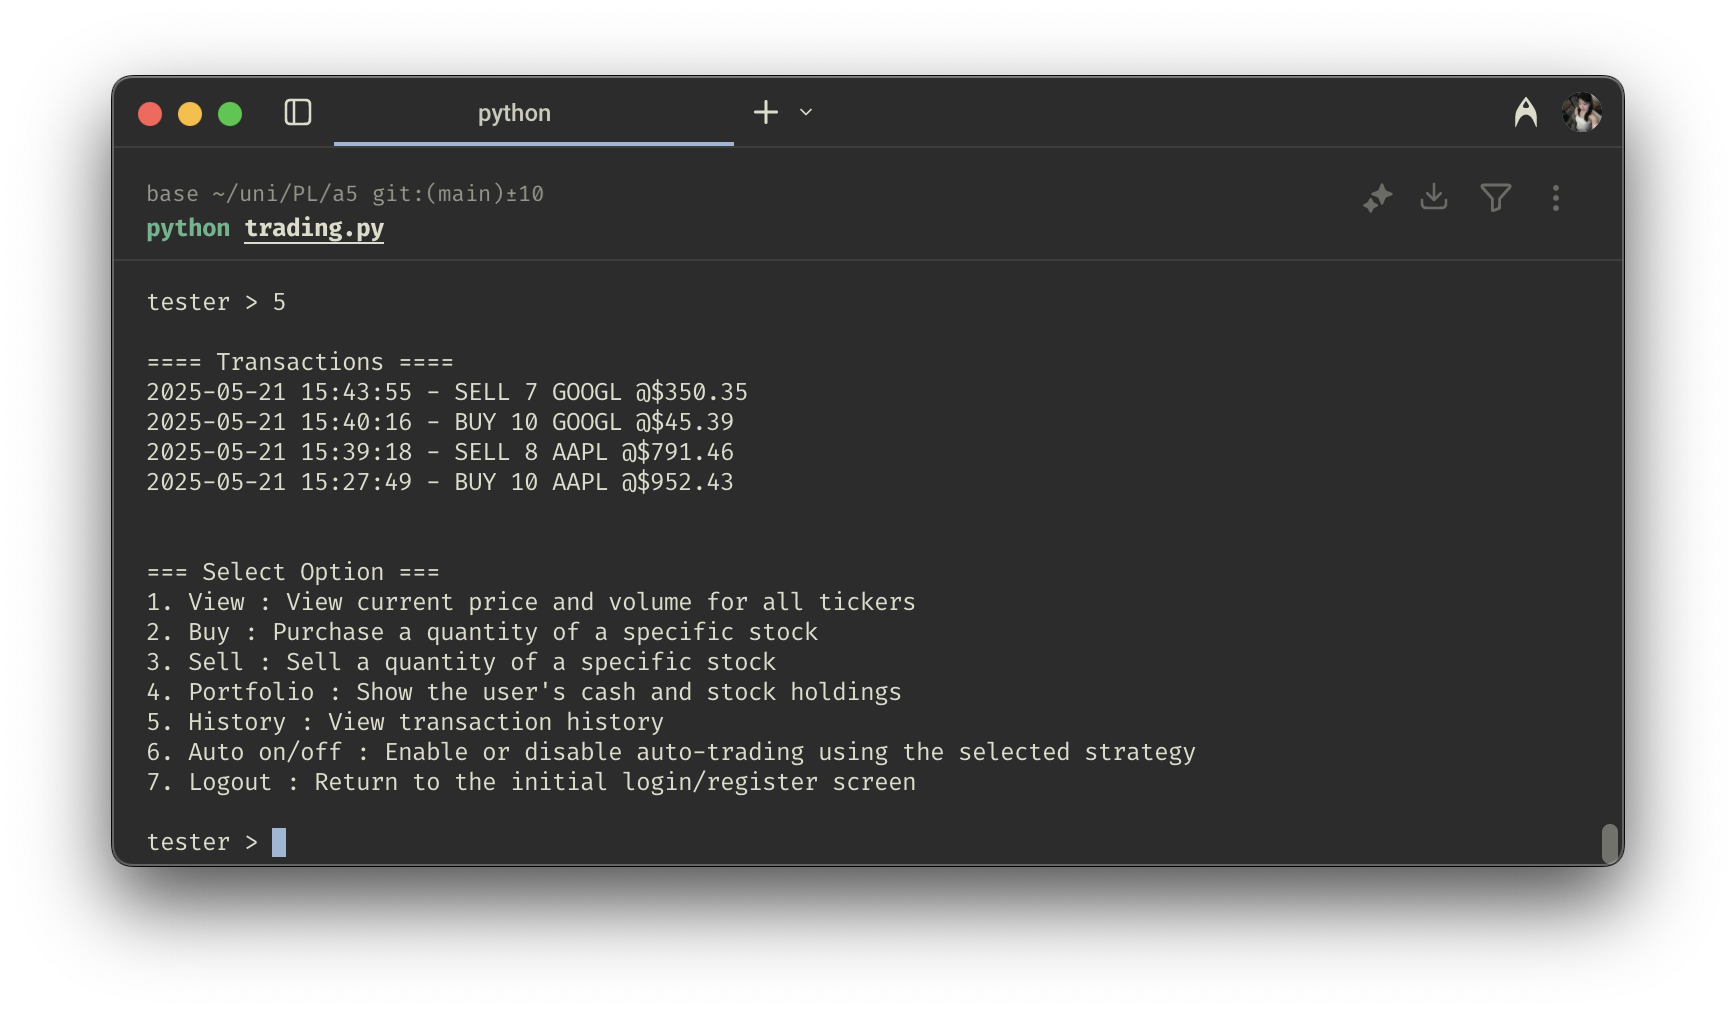 python
base ~/uni/PL/a5 git:(main)±10
python trading.py
tester > 5
==== Transactions ====
2025-05-21 15:43:55 - SELL 7 GOOGL @$350.35
2025-05-21 15:40:16 - BUY 10 GOOGL @$45.39
2025-05-21 15:39:18 - SELL 8 AAPL @$791.46
2025-05-21 15:27:49 - BUY 10 AAPL @$952.43
=== Select Option ===
1. View : View current price and volume for all tickers
2. Buy : Purchase a quantity of a specific stock
3. Sell : Sell a quantity of a specific stock
4. Portfolio : Show the user's cash and stock holdings
5. History : View transaction history
6. Auto on/off : Enable or disable auto-trading using the selected strategy
7. Logout : Return to the initial login/register screen
tester >